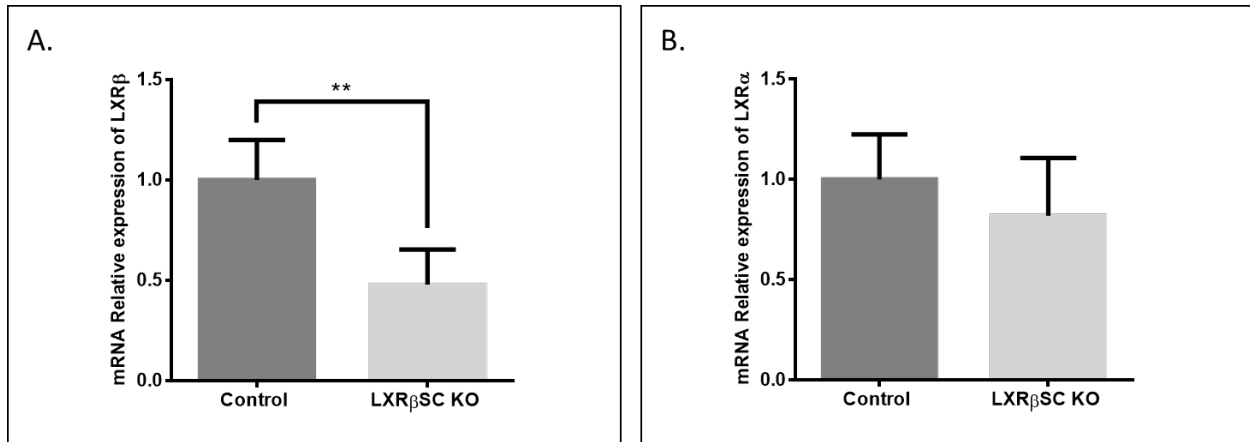 A.
mRNA Relative expression of LXRβ
1.5
1.0
0.5
0.0
**
Control
LXRβSC KO
B.
mRNA Relative expression of LXRα
1.5
1.0
0.5
0.0
Control
LXRβSC KO